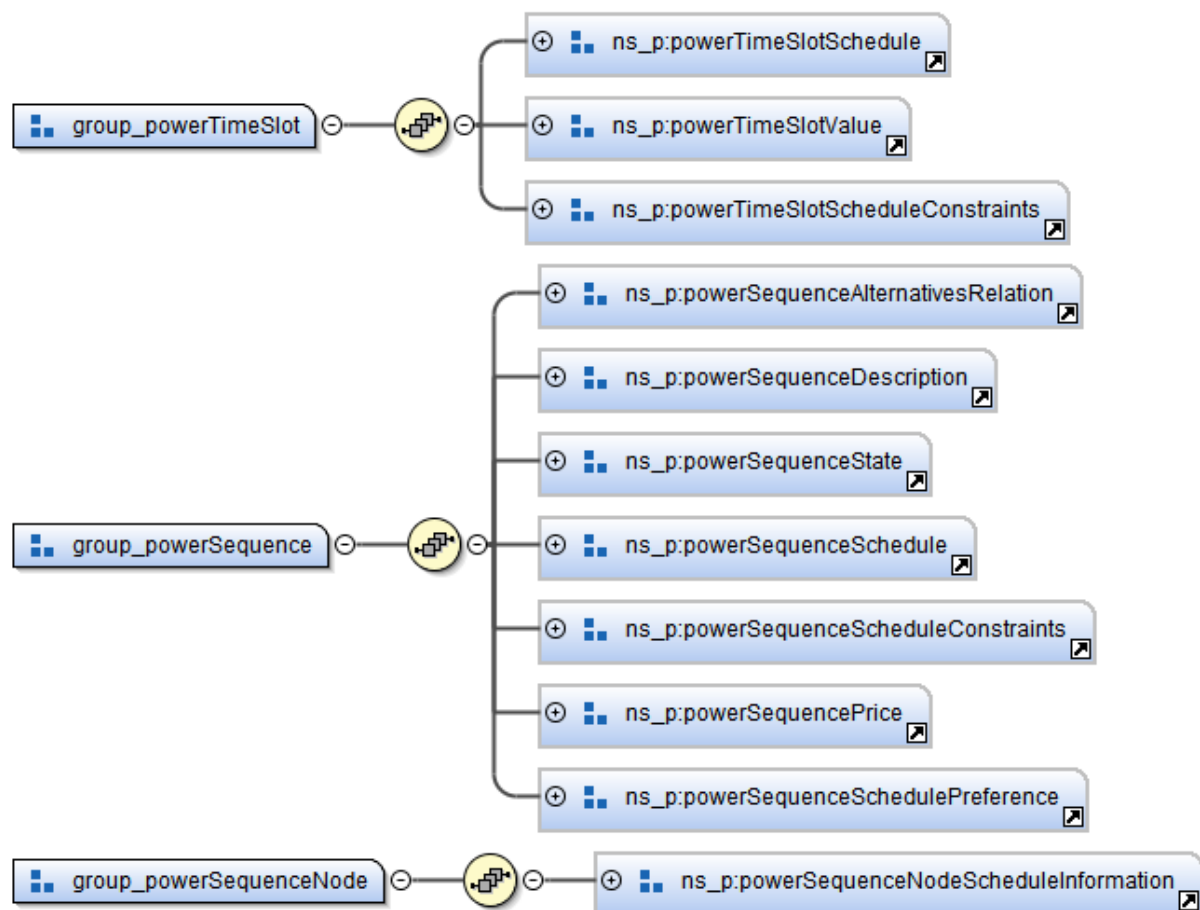 ns_p:powerTimeSlotSchedule
group_powerTimeSlot
ns_p:powerTimeSlotValue
ns_p:powerTimeSlotScheduleConstraints
ns_p:powerSequenceAlternativesRelation
ns_p:powerSequenceDescription
ns_p:powerSequenceState
group_powerSequence
ns_p:powerSequenceSchedule
ns_p:powerSequenceScheduleConstraints
ns_p:powerSequencePrice
ns_p:powerSequenceSchedulePreference
group_powerSequenceNode
ns_p:powerSequenceNodeScheduleInformation